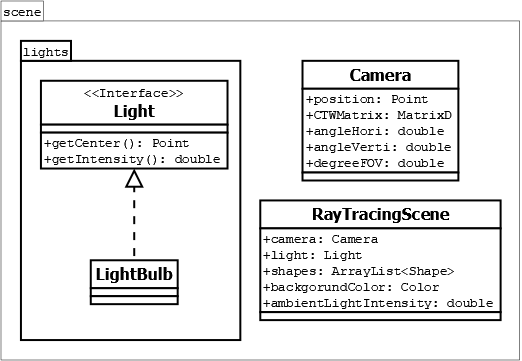 scene
lights
<<Interface>>
Light
+getCenter(): Point
+getIntensity(): double
LightBulb
Camera
+position: Point
+CTWMatrix: MatrixD
+angleHori: double
+angleVerti: double
+degreeFOV: double
RayTracingScene
+camera: Camera
+light: Light
+shapes: ArrayList<Shape>
+backgorundColor: Color
+ambientLightIntensity: double